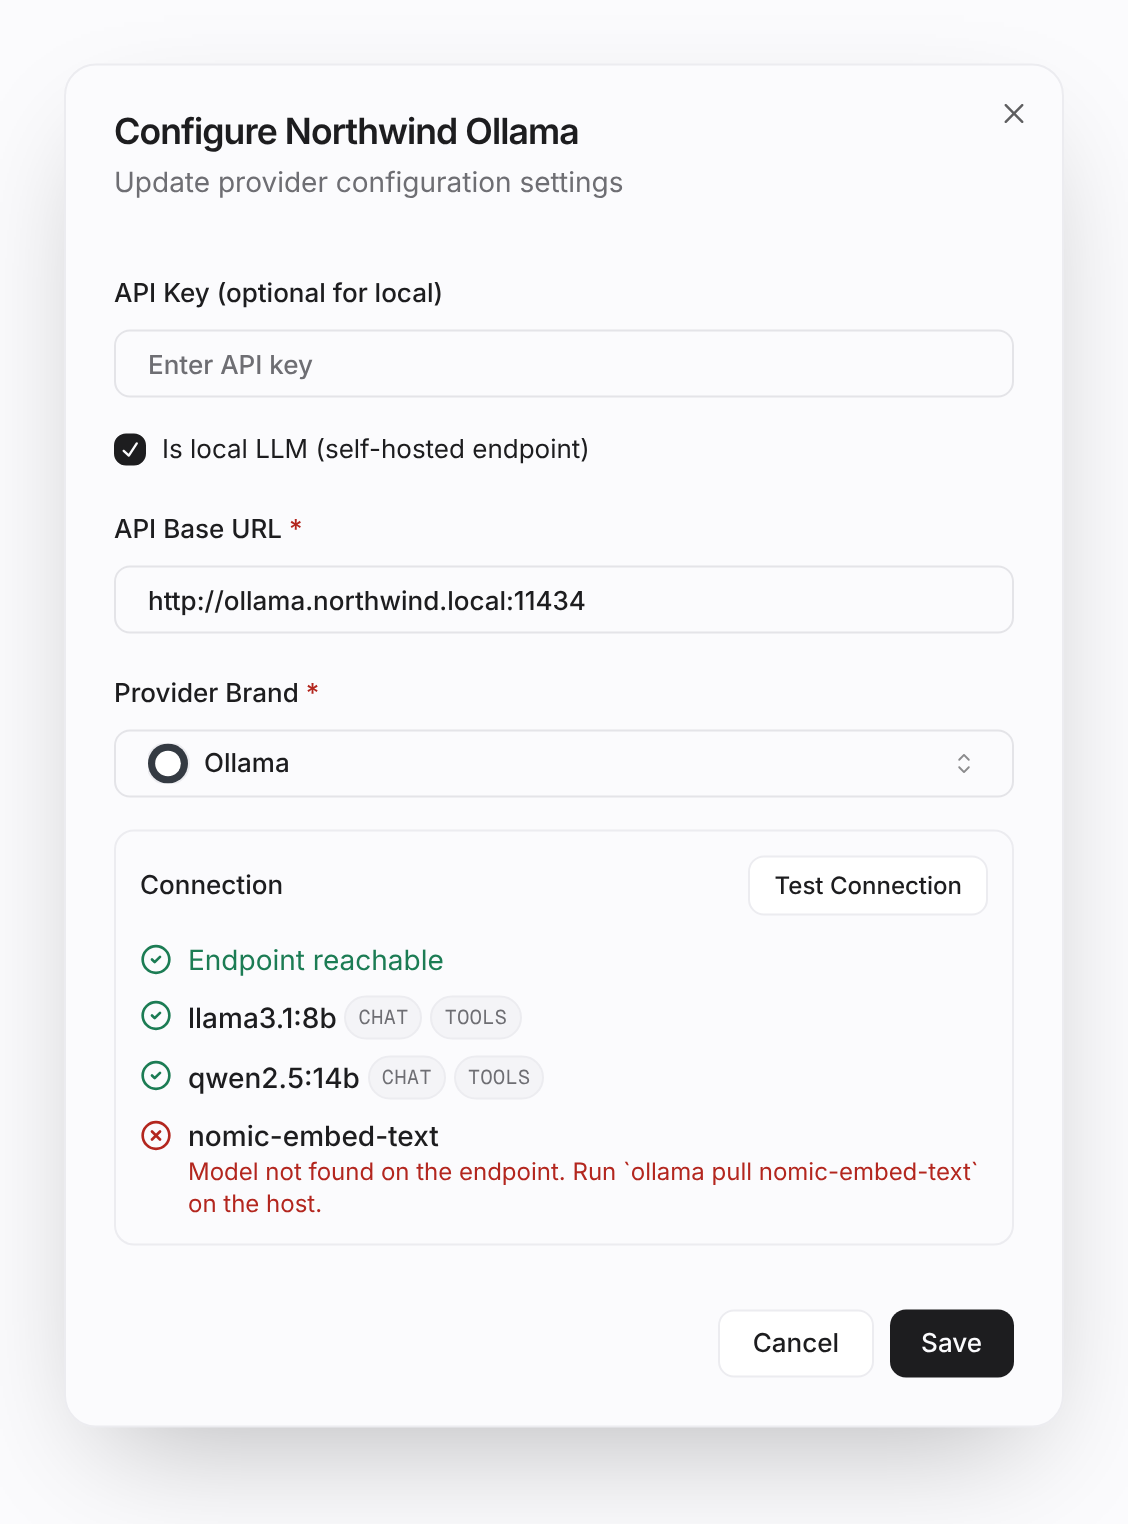 Configure Northwind Ollama
Update provider configuration settings
API Key (optional for local)
Enter API key
Is local LLM (self-hosted endpoint)
API Base URL *
http://ollama.northwind.local:11434
Provider Brand *
Ollama
Connection
Test Connection
Endpoint reachable
llama3.1:8b CHAT TOOLS
qwen2.5:14b CHAT TOOLS
nomic-embed-text
Model not found on the endpoint. Run `ollama pull nomic-embed-text`
on the host.
Cancel
Save